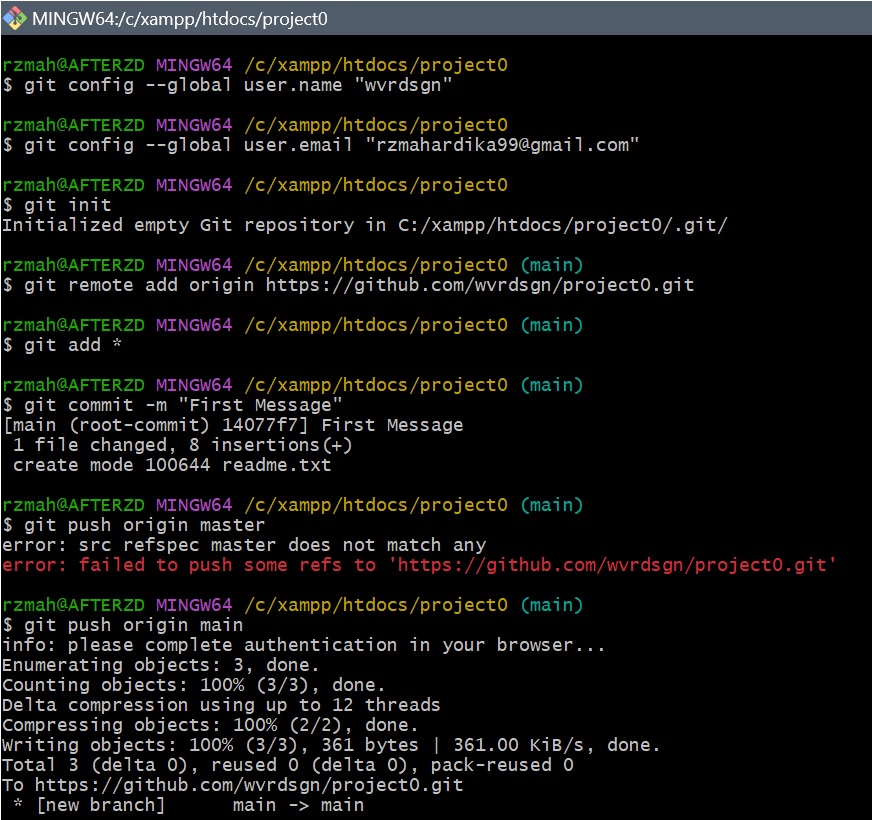 MINGW64:/c/xampp/htdocs/project0
rzmah@AFTERZD MINGW64 /c/xampp/htdocs/project0
$ git config --global user.name "wvrdsgn"
rzmah@AFTERZD MINGW64 /c/xampp/htdocs/project0
$ git config --global user.email "rzmahardika99@gmail.com"
rzmah@AFTERZD MINGW64 /c/xampp/htdocs/project0
$ git init
Initialized empty Git repository in C:/xampp/htdocs/project0/.git/
rzmah@AFTERZD MINGW64 /c/xampp/htdocs/project0 (main)
$ git remote add origin https://github.com/wvrdsgn/project0.git
rzmah@AFTERZD MINGW64 /c/xampp/htdocs/project0 (main)
$ git add *
rzmah@AFTERZD MINGW64 /c/xampp/htdocs/project0 (main)
$ git commit -m "First Message"
[main (root-commit) 14077f7] First Message
 1 file changed, 8 insertions(+)
 create mode 100644 readme.txt
rzmah@AFTERZD MINGW64 /c/xampp/htdocs/project0 (main)
$ git push origin master
error: src refspec master does not match any
error: failed to push some refs to 'https://github.com/wvrdsgn/project0.git'
rzmah@AFTERZD MINGW64 /c/xampp/htdocs/project0 (main)
$ git push origin main
info: please complete authentication in your browser...
Enumerating objects: 3, done.
Counting objects: 100% (3/3), done.
Delta compression using up to 12 threads
Compressing objects: 100% (2/2), done.
Writing objects: 100% (3/3), 361 bytes | 361.00 KiB/s, done.
Total 3 (delta 0), reused 0 (delta 0), pack-reused 0
To https://github.com/wvrdsgn/project0.git
 * [new branch]      main -> main